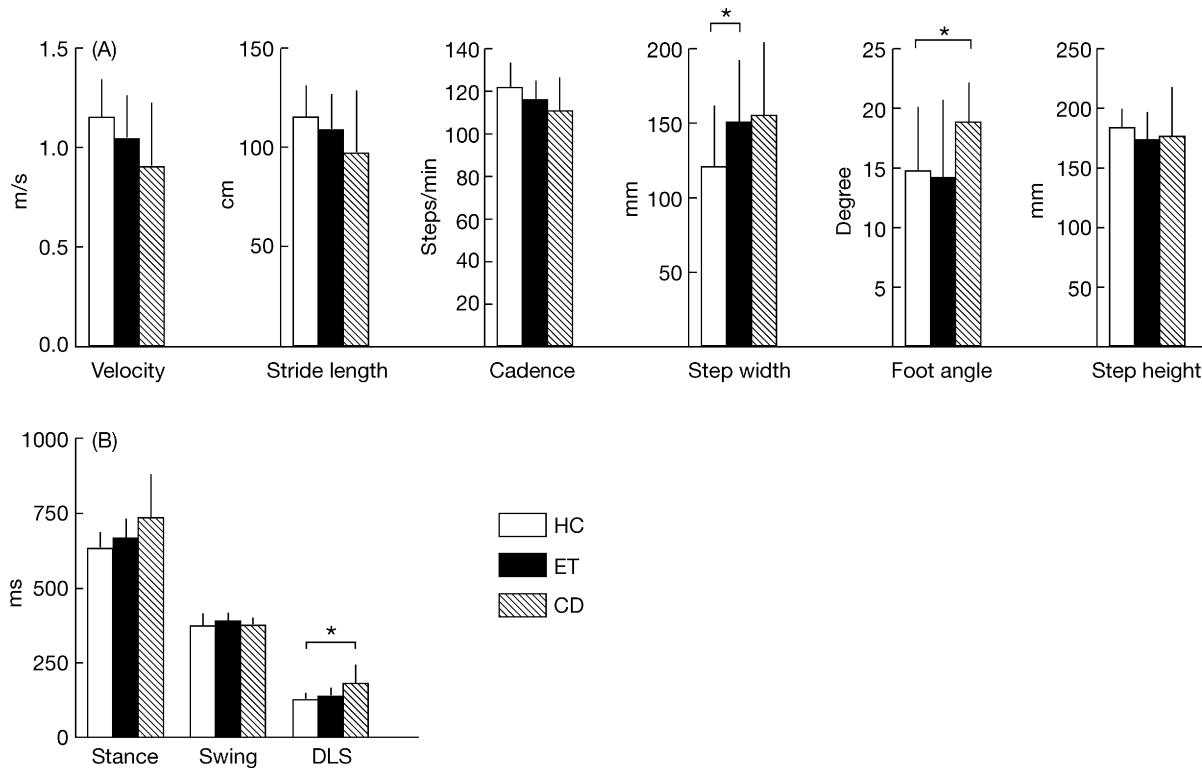 (A)
1.5
1.0
0.5
0.0
m/s
Velocity
150
100
50
cm
Stride length
140
120
100
80
60
40
20
Steps/min
Cadence
200
150
100
50
mm
*
Step width
25
20
15
10
5
Degree
*
Foot angle
250
200
150
200
50
mm
Step height
(B)
1000
750
500
250
0
ms
*
Stance
Swing
DLS
HC
ET
CD